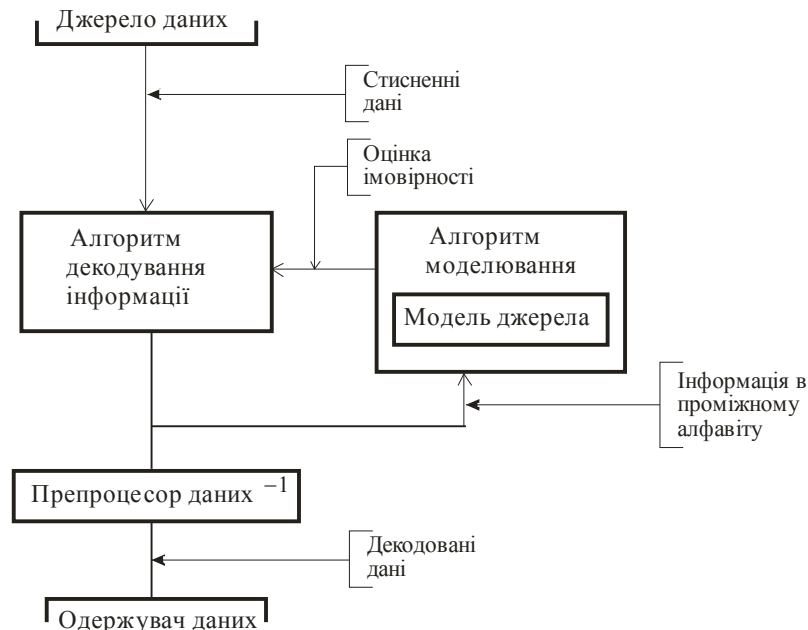 Джерело даних
Стисненні
дані
Оцінка
імовірності
Алгоритм
декодування
інформації
Алгоритм
моделювання
Модель джерела
Інформація в
проміжному
алфавіту
Препроцесор даних –1
Декодовані
дані
Одержувач даних